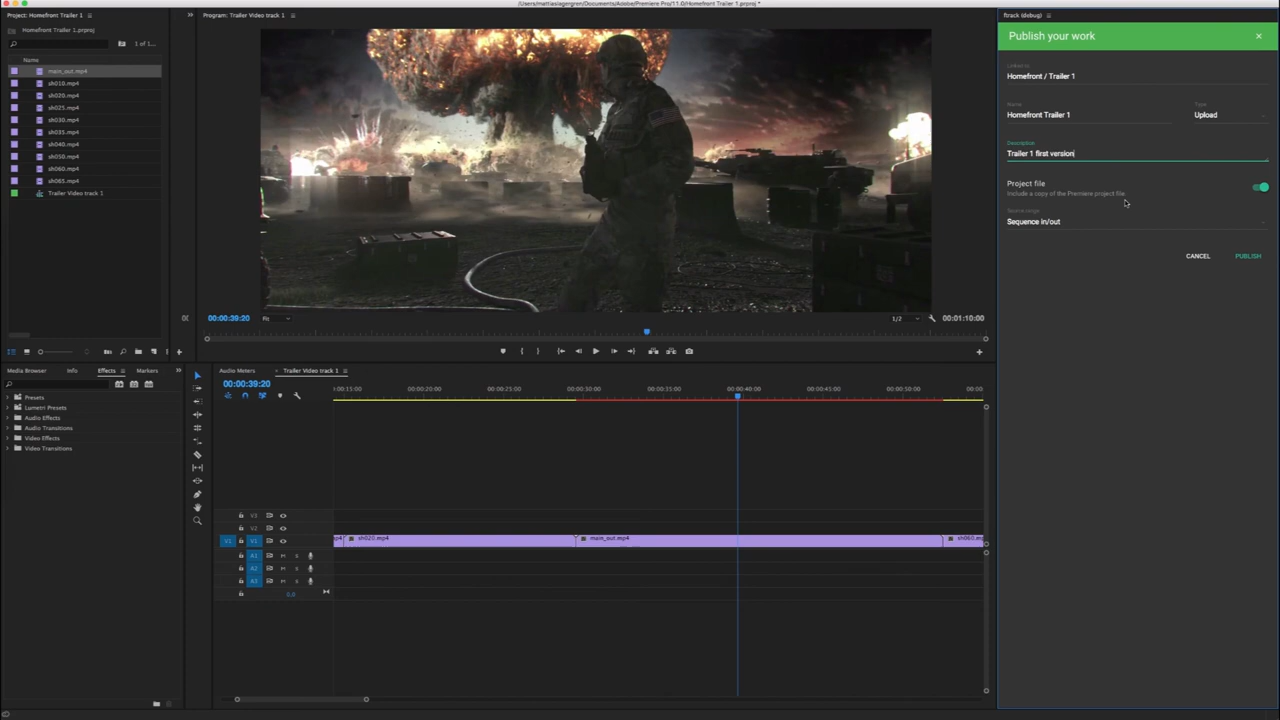 /Users/mattiaslagergren/Documents/Adobe/Premiere Pro/11.0/Homefront Trailer 1.prproj *
Project: Homefront Trailer 1
Homefront Trailer 1.prproj
1 of 1...
Name
main_out.mp4
sh010.mp4
sh020.mp4
sh025.mp4
sh030.mp4
sh035.mp4
sh040.mp4
sh050.mp4
sh060.mp4
sh065.mp4
Trailer Video track 1
Program: Trailer Video track 1
00:00:39:20
Fit
1/2
00:01:10:00
ftrack (debug)
Publish your work
Linked to
Homefront / Trailer 1
Name
Type
Homefront Trailer 1
Upload
Description
Trailer 1 first version
Project file
Include a copy of the Premiere project file
Source range
Sequence in/out
CANCEL
PUBLISH
Media Browser
Info
Effects
Markers
Presets
Lumetri Presets
Audio Effects
Audio Transitions
Video Effects
Video Transitions
Audio Meters
Trailer Video track 1
00:00:39:20
:00:15:00
00:00:20:00
00:00:25:00
00:00:30:00
00:00:35:00
00:00:40:00
00:00:45:00
00:00:50:00
00:00
V3
V2
V1 V1
p4 sh020.mp4 main_out.mp4 sh060.mp
A1 M S
A2 M S
A3 M S
0,0